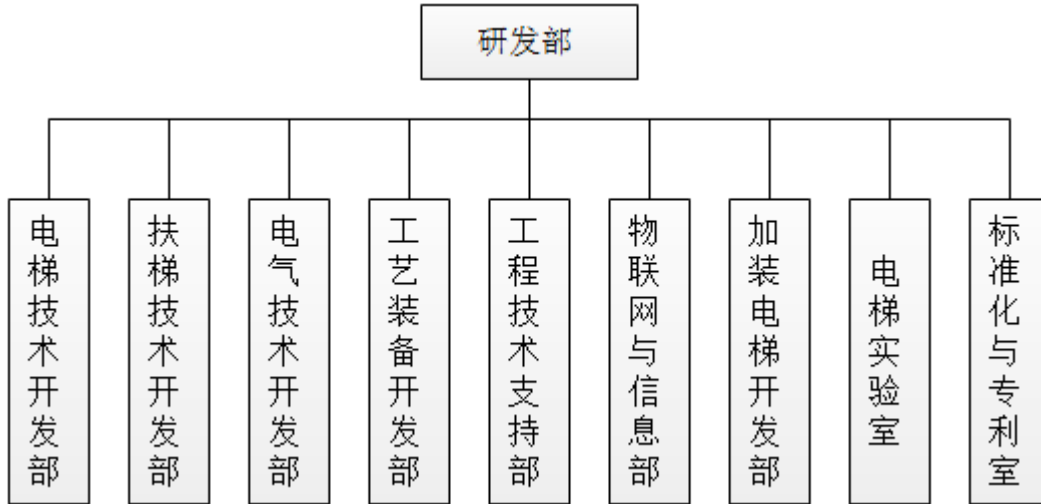 研发部
电梯技术开发部
扶梯技术开发部
电气技术开发部
工艺装备开发部
工程技术支持部
物联网与信息部
加装电梯开发部
电梯实验室
标准化与专利室